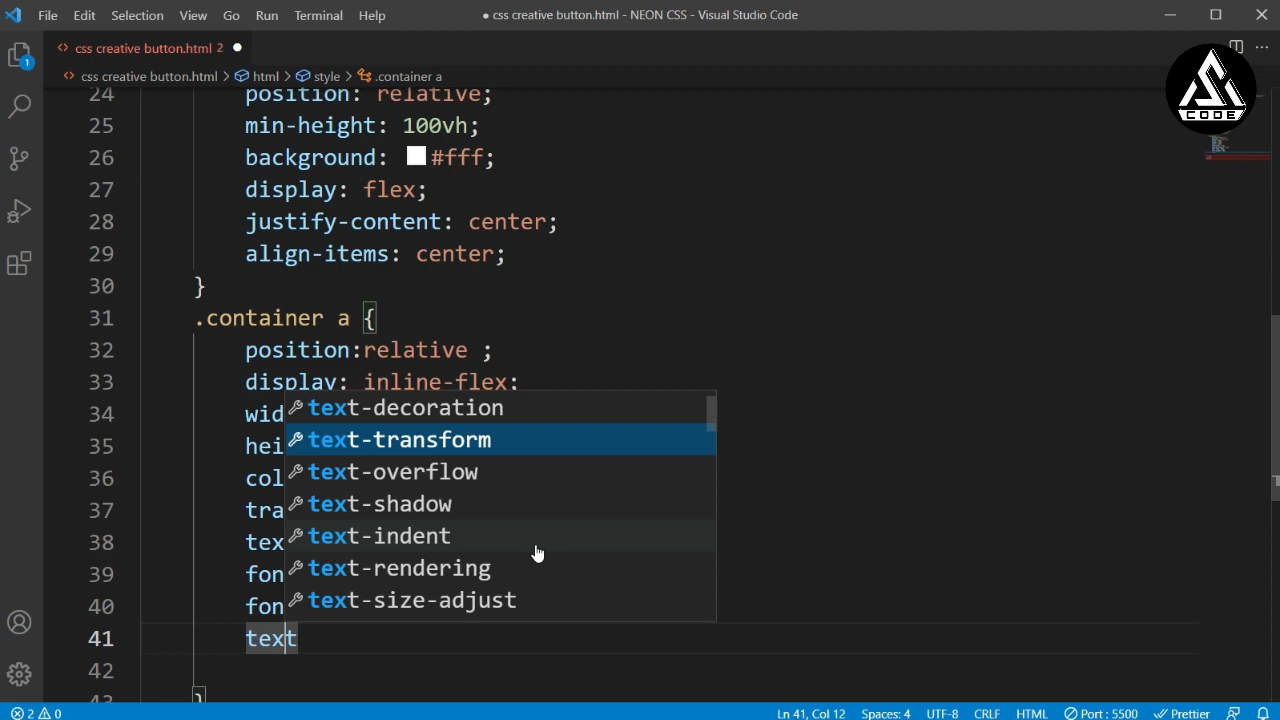 File Edit Selection View Go Run Terminal Help ● css creative button.html - NEON CSS - Visual Studio Code
css creative button.html 2
css creative button.html > html > style > .container a
CODE
24 position: relative;
25 min-height: 100vh;
26 background: #fff;
27 display: flex;
28 justify-content: center;
29 align-items: center;
30 }
31 .container a {
32 position:relative ;
33 display: inline-flex;
34 wid
text-decoration
text-transform
35 hei
text-overflow
36 col
text-shadow
37 tra
text-indent
38 tex
text-rendering
39 fon
text-size-adjust
40 fon
41 text
42
43 }
1
2 0 Ln 41, Col 12 Spaces: 4 UTF-8 CRLF HTML Port : 5500 Prettier